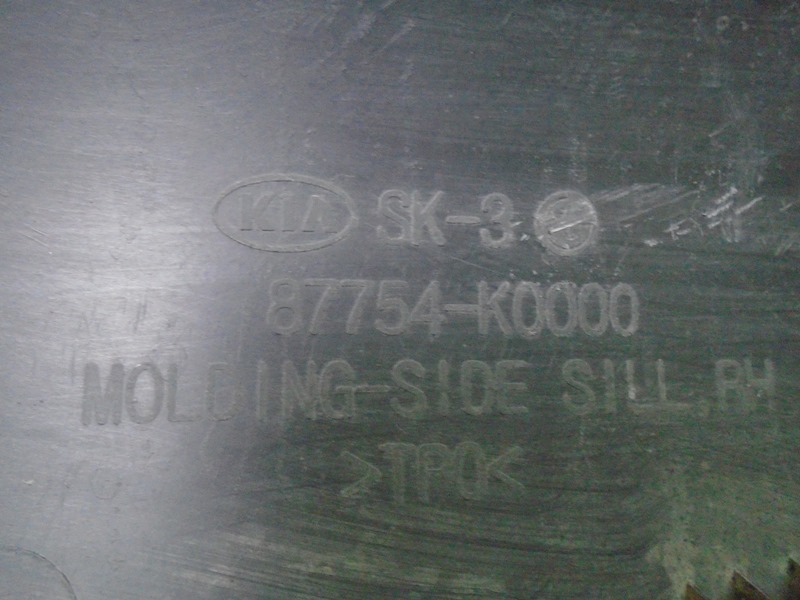 KIA SK-3
87754-K0000
MOLDING-SIDE SILL,RH
>TPO<